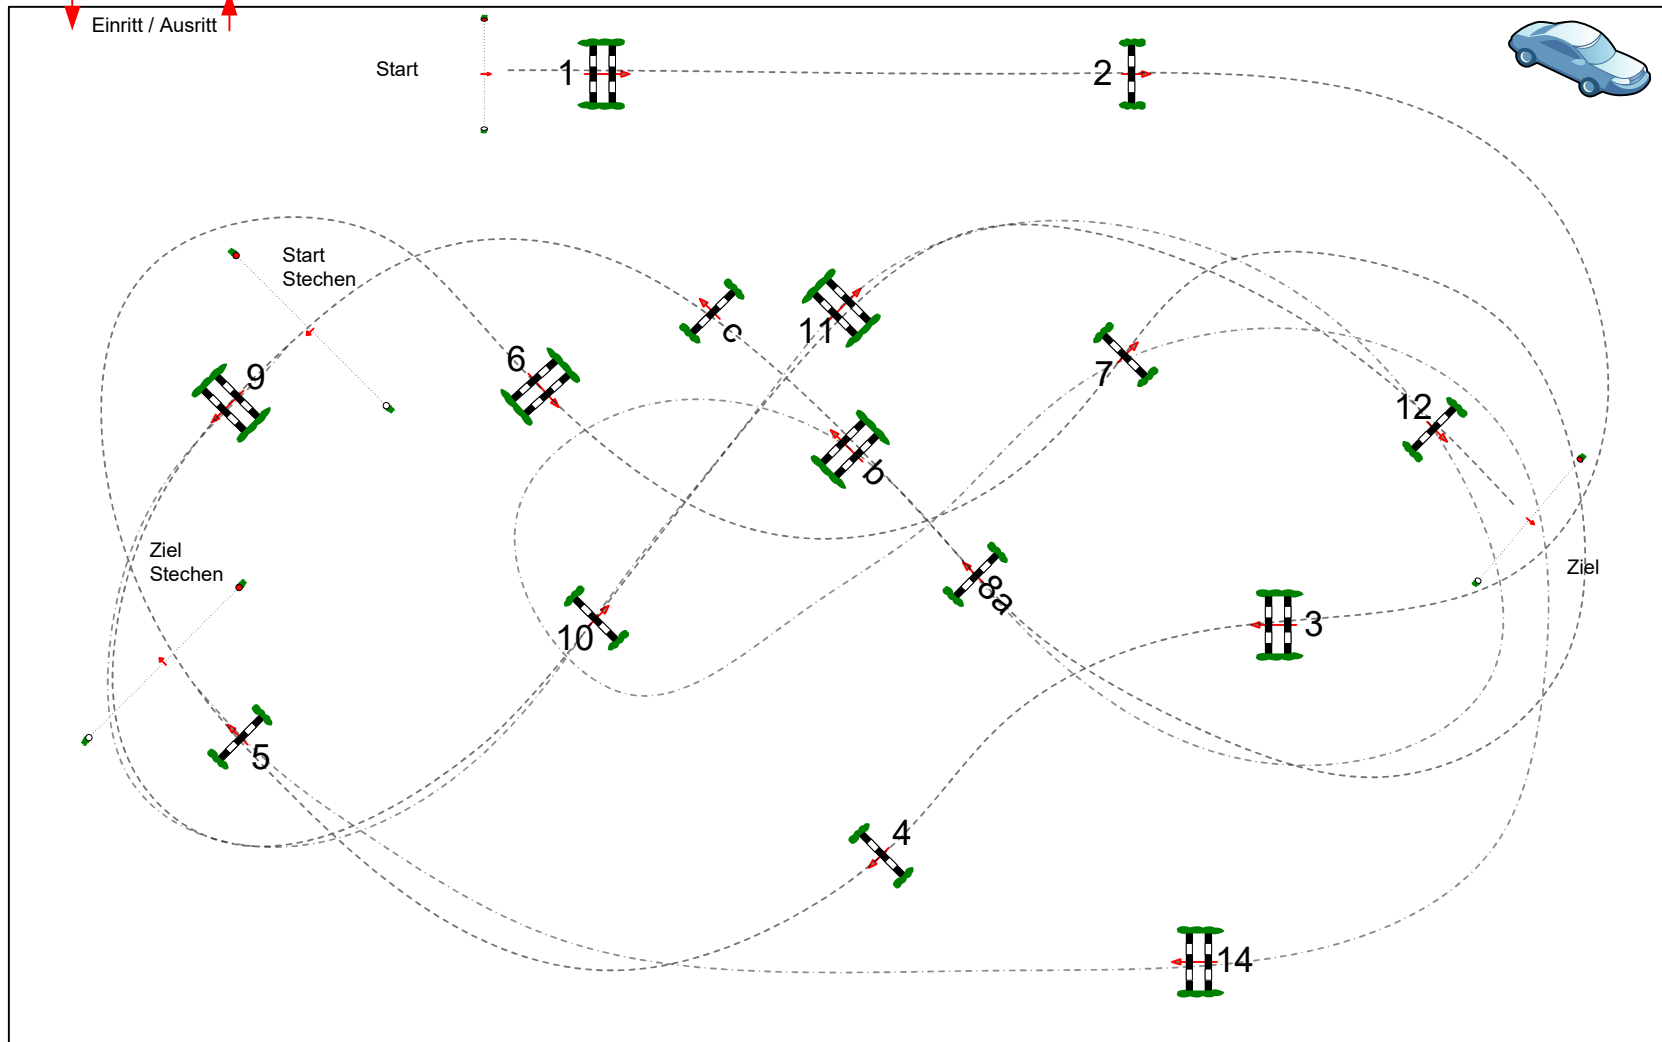 Einritt / Ausritt
Start
1
2
Start
Stechen
c
11
6
7
9
12
b
Ziel
Stechen
Ziel
8a
3
10
5
4
14